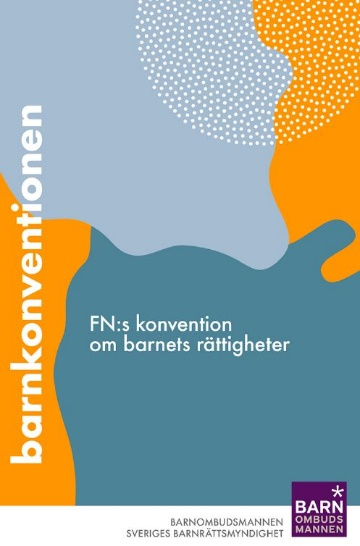 barnkonventionen
FN:s konvention
om barnets rättigheter
BARNOMBUDSMANNEN
SVERIGES BARNRÄTTSMYNDIGHET
BARN*
OMBUDS
MANNEN